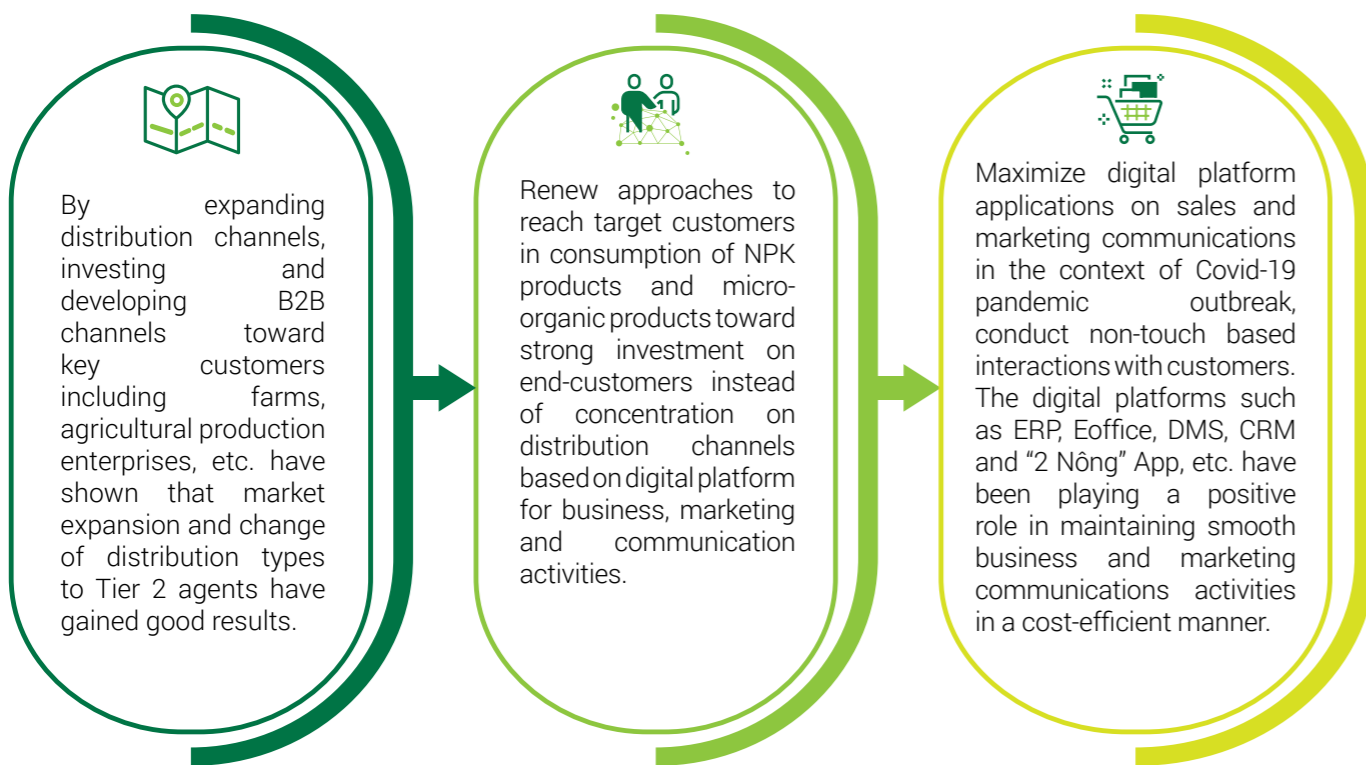 By expanding
distribution channels,
investing and
developing B2B
channels toward
key customers
including farms,
agricultural production
enterprises, etc. have
shown that market
expansion and change
of distribution types
to Tier 2 agents have
gained good results.
Renew approaches to
reach target customers
in consumption of NPK
products and micro-
organic products toward
strong investment on
end-customers instead
of concentration on
distribution channels
based on digital platform
for business, marketing
and communication
activities.
Maximize digital platform
applications on sales and
marketing communications
in the context of Covid-19
pandemic outbreak,
conduct non-touch based
interactions with customers.
The digital platforms such
as ERP, Eoffice, DMS, CRM
and “2 Nông” App, etc. have
been playing a positive
role in maintaining smooth
business and marketing
communications activities
in a cost-efficient manner.